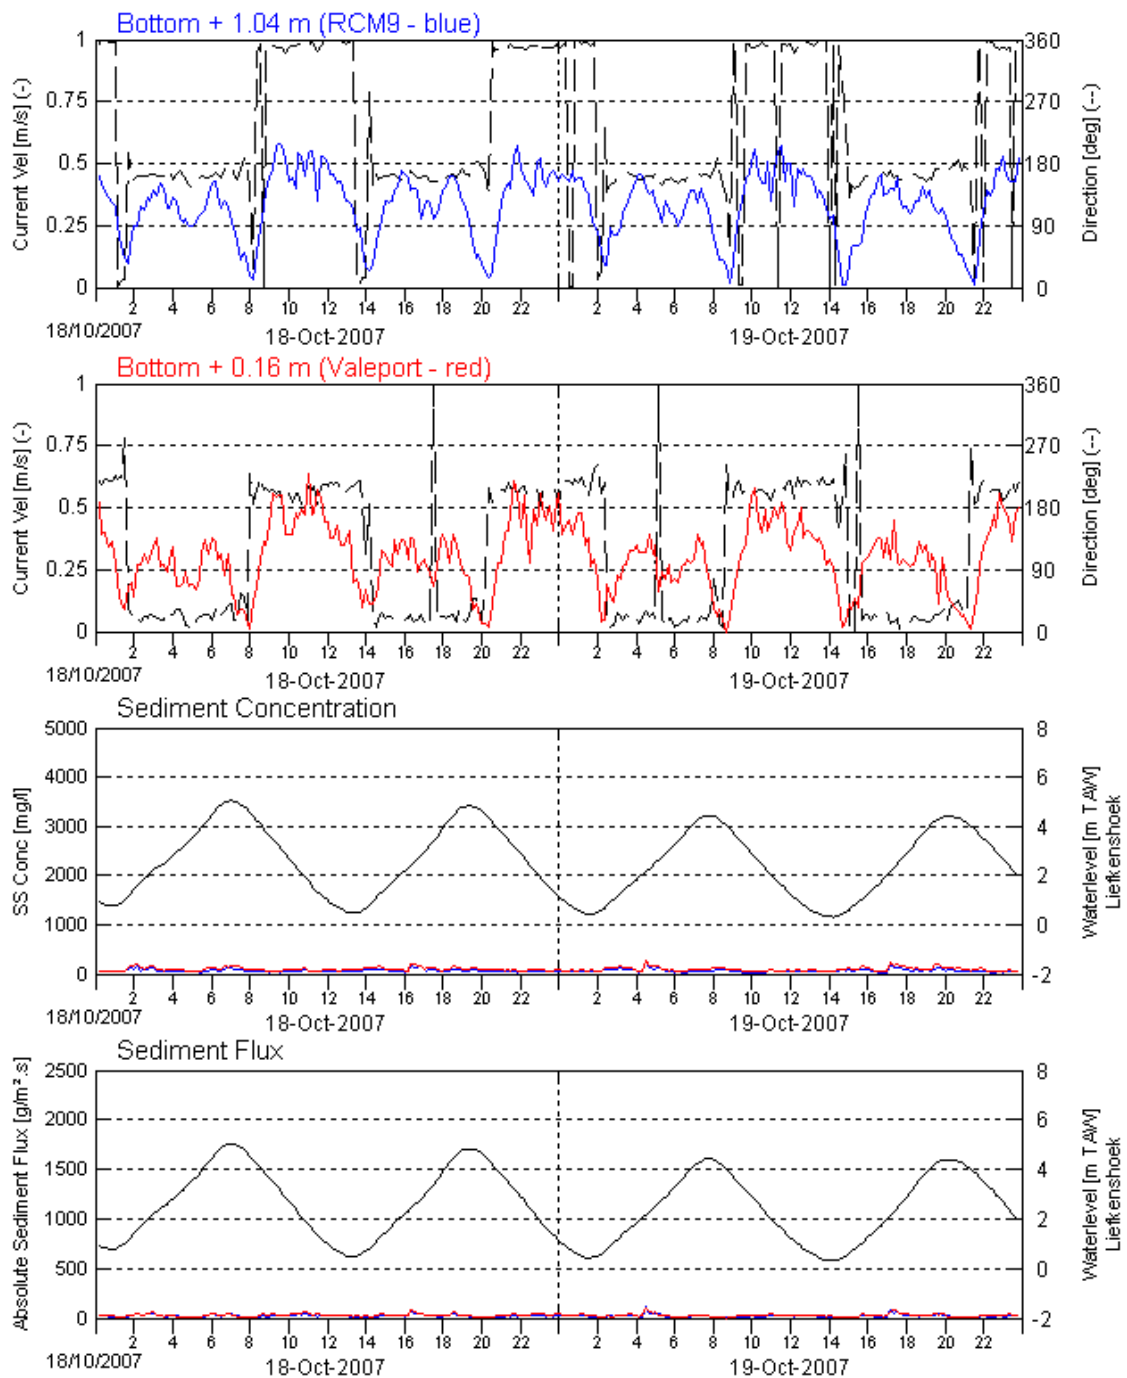 Bottom + 1.04 m (RCM9 - blue)
Current Vel [m/s] (-)
1
0.75
0.5
0.25
0
360
270
180
90
0
Direction [deg] (--)
2 4 6 8 10 12 14 16 18 20 22 2 4 6 8 10 12 14 16 18 20 22
18/10/2007
18-Oct-2007
19-Oct-2007
Bottom + 0.16 m (Valeport - red)
Current Vel [m/s] (-)
1
0.75
0.5
0.25
0
360
270
180
90
0
Direction [deg] (--)
2 4 6 8 10 12 14 16 18 20 22 2 4 6 8 10 12 14 16 18 20 22
18/10/2007
18-Oct-2007
19-Oct-2007
Sediment Concentration
SS Conc [mg/l]
5000
4000
3000
2000
1000
0
8
6
4
2
0
-2
Waterlevel [m TAW]
Liefkenshoek
2 4 6 8 10 12 14 16 18 20 22 2 4 6 8 10 12 14 16 18 20 22
18/10/2007
18-Oct-2007
19-Oct-2007
Sediment Flux
Absolute Sediment Flux [g/m².s]
2500
2000
1500
1000
500
0
8
6
4
2
0
-2
Waterlevel [m TAW]
Liefkenshoek
2 4 6 8 10 12 14 16 18 20 22 2 4 6 8 10 12 14 16 18 20 22
18/10/2007
18-Oct-2007
19-Oct-2007